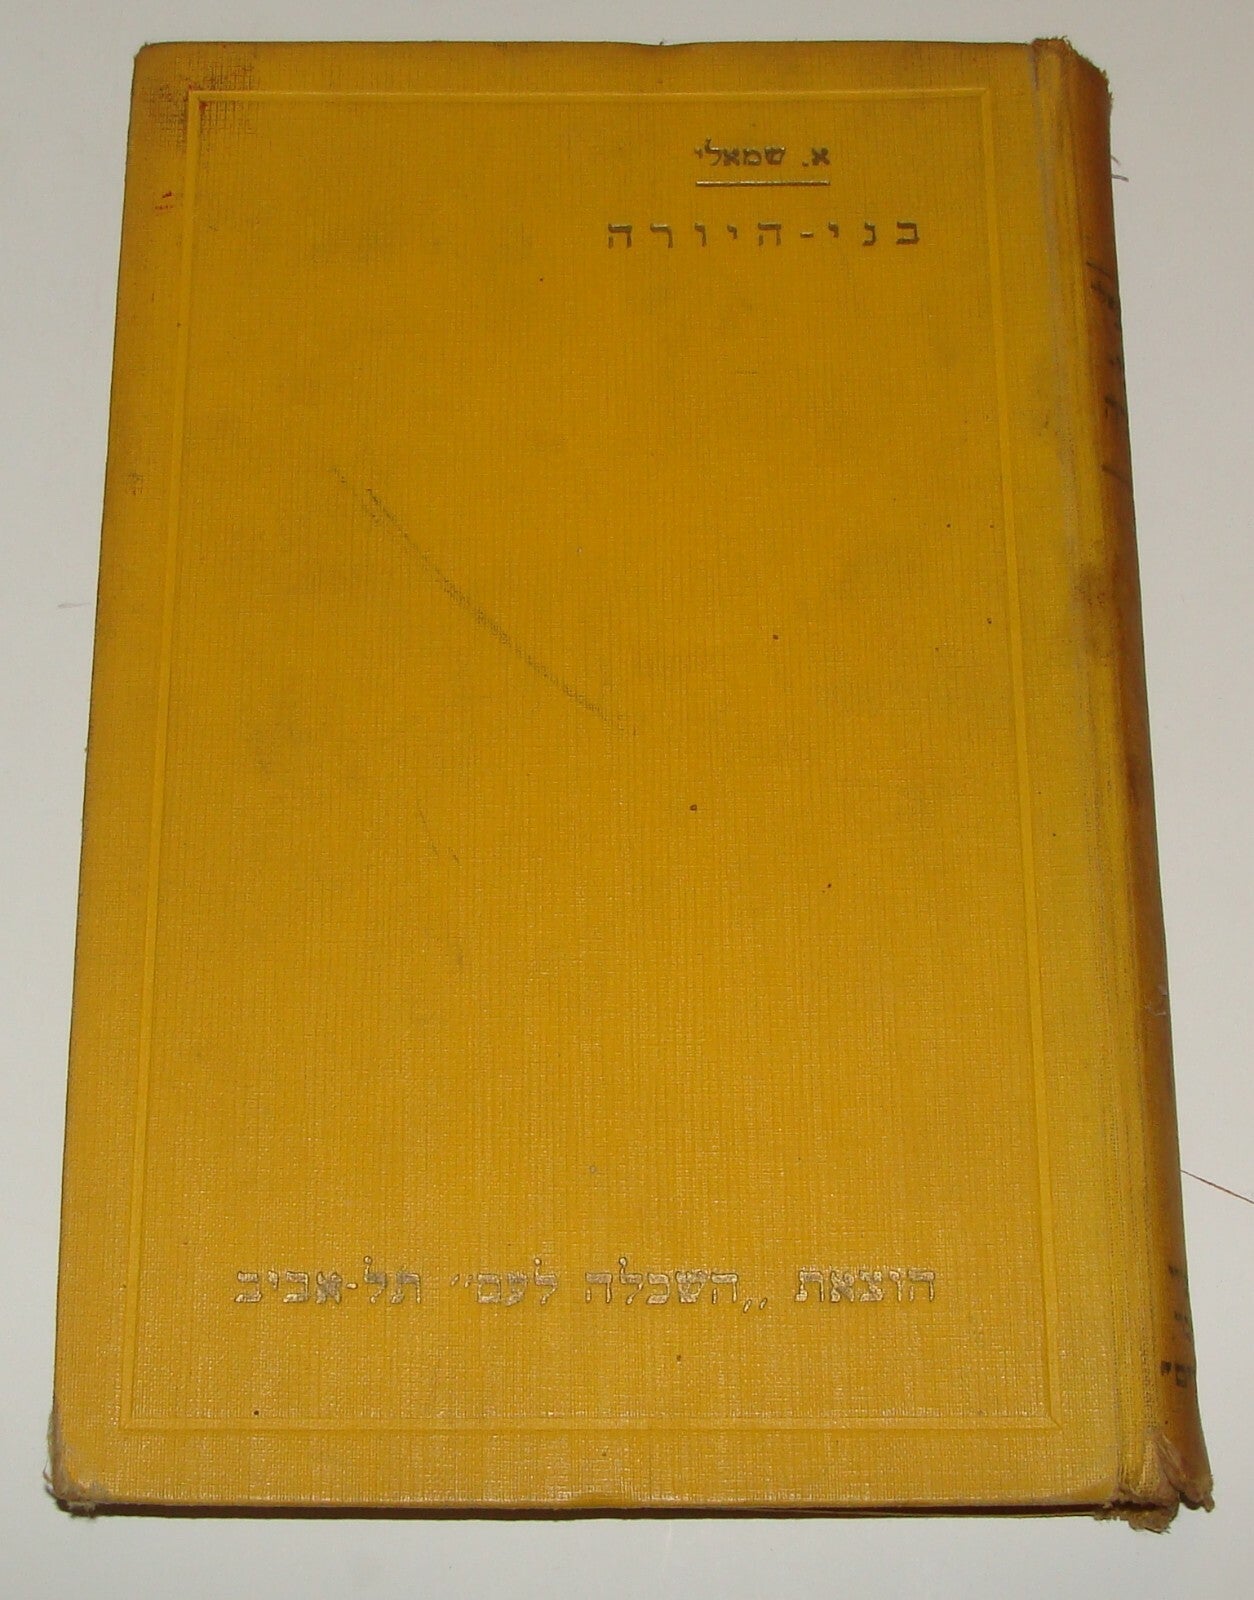 א. שמאלי
בני-היורה
הוצאת „השכלה לעם” תל-אביב